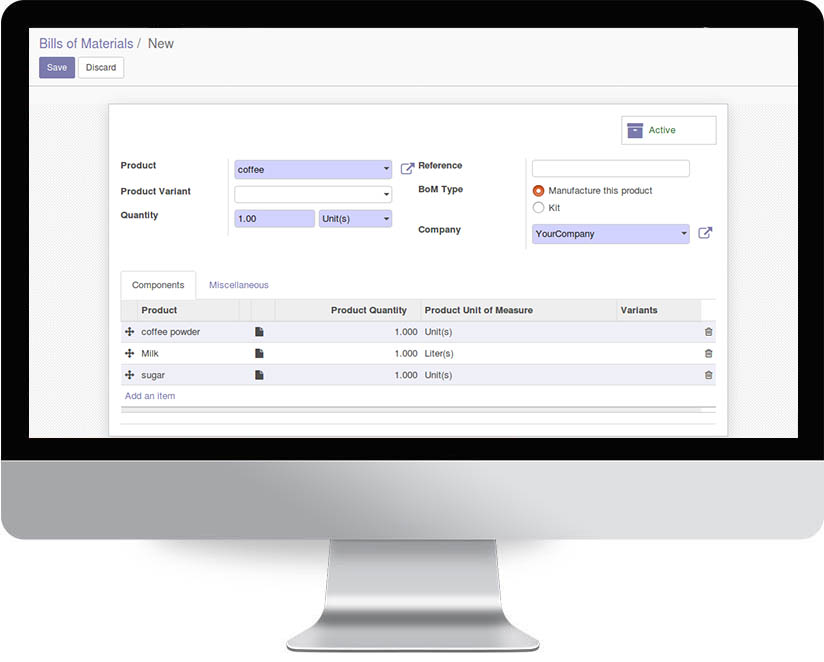 Bills of Materials / New
Save Discard
Active
Product coffee Reference
Product Variant BoM Type Manufacture this product
Kit
Quantity 1.00 Unit(s)
Company YourCompany
Components Miscellaneous
Product Product Quantity Product Unit of Measure Variants
coffee powder 1.000 Unit(s)
Milk 1.000 Liter(s)
sugar 1.000 Unit(s)
Add an item